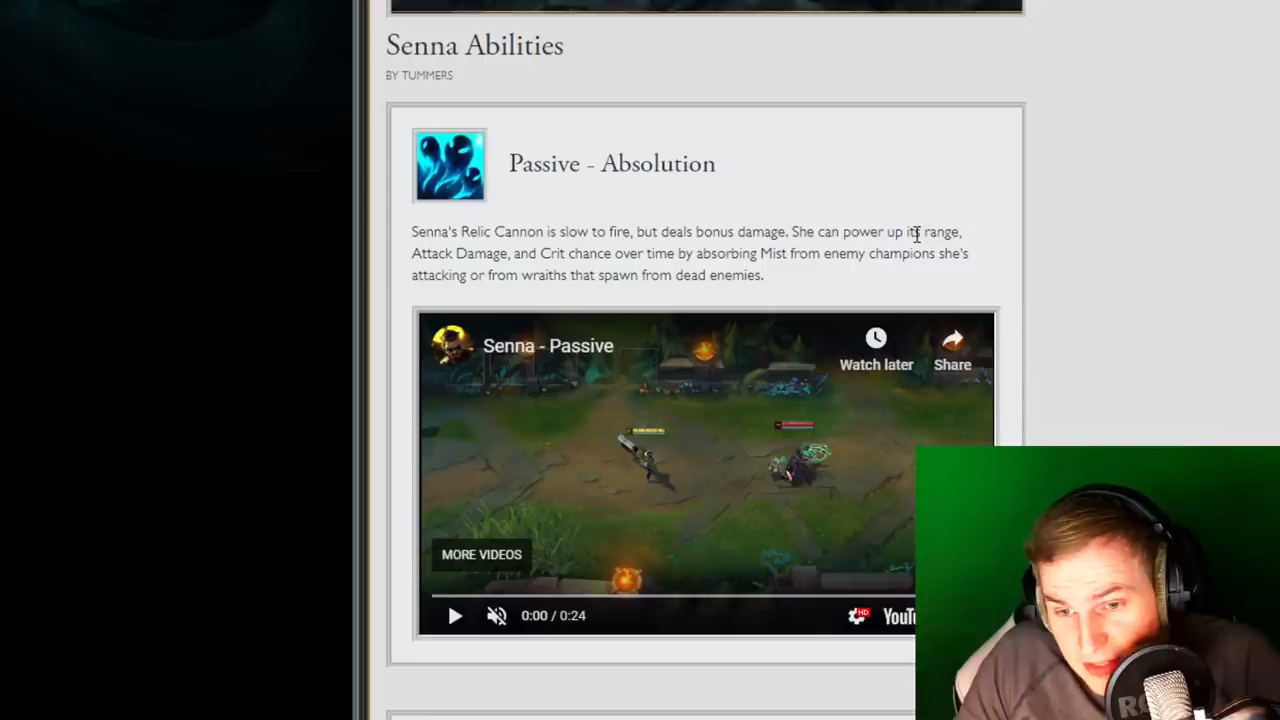 Senna Abilities
BY TUMMERS
Passive - Absolution
Senna's Relic Cannon is slow to fire, but deals bonus damage. She can power up its range,
Attack Damage, and Crit chance over time by absorbing Mist from enemy champions she's
attacking or from wraiths that spawn from dead enemies.
Senna - Passive
Watch later
Share
MORE VIDEOS
0:00 / 0:24
HD